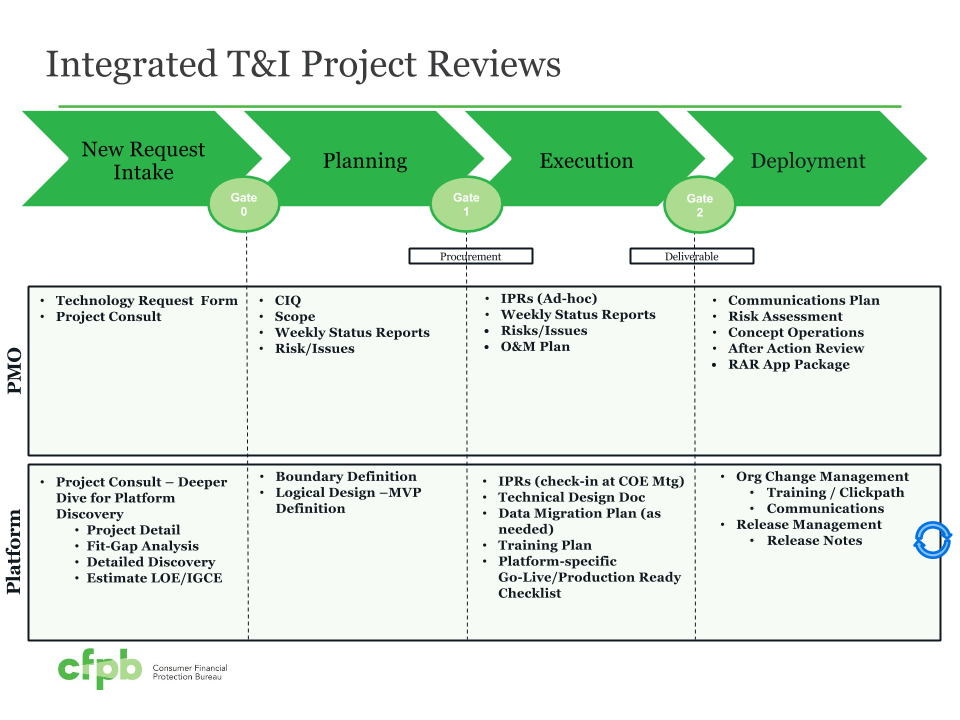 Integrated T&I Project Reviews
New Request
Intake
Planning
Execution
Deployment
Gate
0
Gate
1
Gate
2
Procurement
Deliverable
PMO
• Technology Request  Form
• Project Consult
• CIQ
• Scope
• Weekly Status Reports
• Risk/Issues
• IPRs (Ad-hoc)
• Weekly Status Reports
• Risks/Issues
• O&M Plan
• Communications Plan
• Risk Assessment
• Concept Operations
• After Action Review
• RAR App Package
Platform
• Project Consult – Deeper
Dive for Platform
Discovery
• Project Detail
• Fit-Gap Analysis
• Detailed Discovery
• Estimate LOE/IGCE
• Boundary Definition
• Logical Design –MVP
Definition
• IPRs (check-in at COE Mtg)
• Technical Design Doc
• Data Migration Plan (as
needed)
• Training Plan
• Platform-specific
Go-Live/Production Ready
Checklist
• Org Change Management
• Training / Clickpath
• Communications
• Release Management
• Release Notes
cfpb
Consumer Financial
Protection Bureau